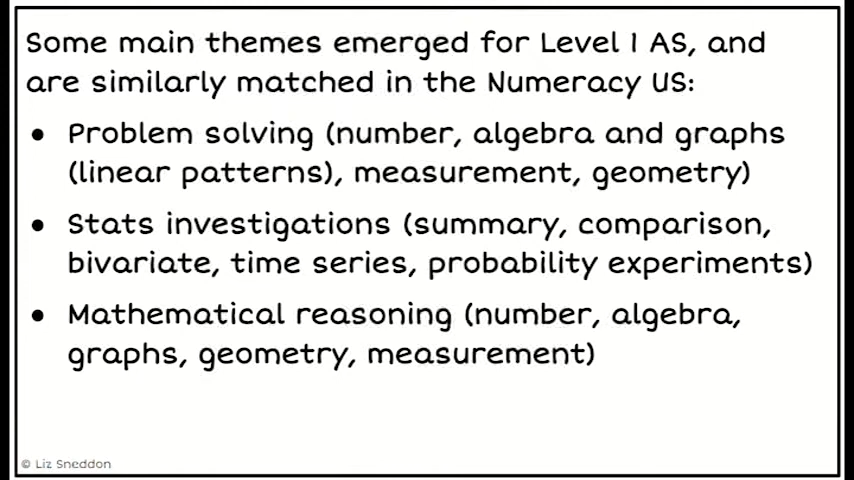 Some main themes emerged for Level 1 AS, and
are similarly matched in the Numeracy US:
● Problem solving (number, algebra and graphs
(linear patterns), measurement, geometry)
● Stats investigations (summary, comparison,
bivariate, time series, probability experiments)
● Mathematical reasoning (number, algebra,
graphs, geometry, measurement)
© Liz Sneddon